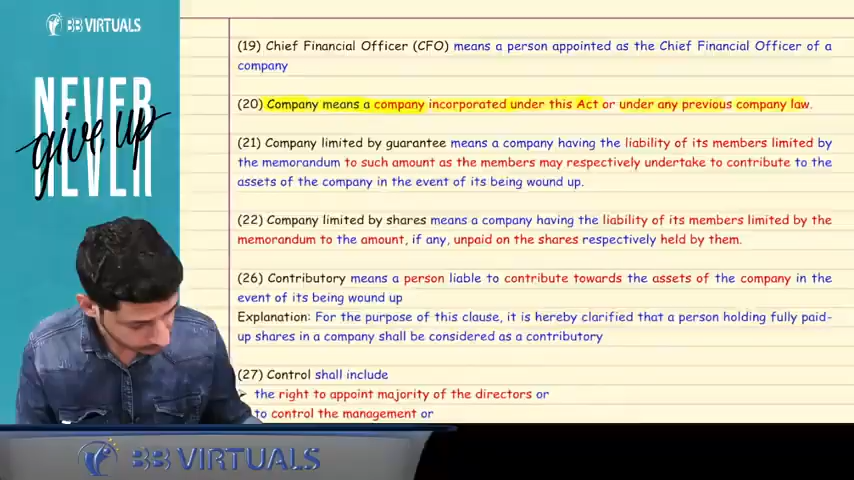 BB VIRTUALS
NEVER
give up
NEVER
(19) Chief Financial Officer (CFO) means a person appointed as the Chief Financial Officer of a
company
(20) Company means a company incorporated under this Act or under any previous company law.
(21) Company limited by guarantee means a company having the liability of its members limited by
the memorandum to such amount as the members may respectively undertake to contribute to the
assets of the company in the event of its being wound up.
(22) Company limited by shares means a company having the liability of its members limited by the
memorandum to the amount, if any, unpaid on the shares respectively held by them.
(26) Contributory means a person liable to contribute towards the assets of the company in the
event of its being wound up
Explanation: For the purpose of this clause, it is hereby clarified that a person holding fully paid-
up shares in a company shall be considered as a contributory
(27) Control shall include
➢ the right to appoint majority of the directors or
to control the management or
BB VIRTUALS